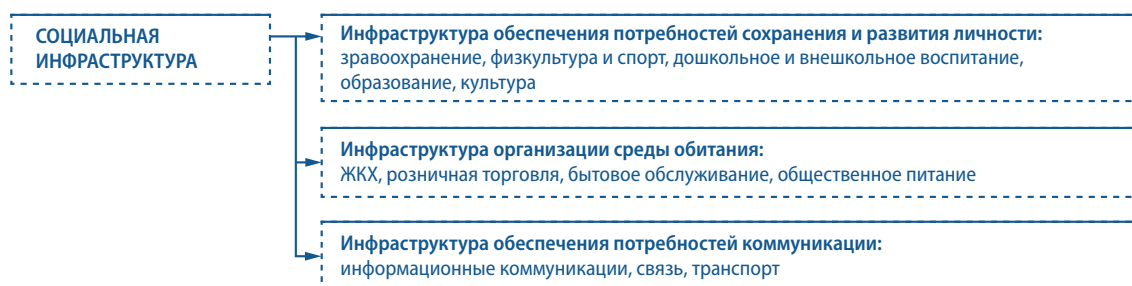 СОЦИАЛЬНАЯ
ИНФРАСТРУКТУРА
Инфраструктура обеспечения потребностей сохранения и развития личности:
зравоохранение, физкультура и спорт, дошкольное и внешкольное воспитание,
образование, культура
Инфраструктура организации среды обитания:
ЖКХ, розничная торговля, бытовое обслуживание, общественное питание
Инфраструктура обеспечения потребностей коммуникации:
информационные коммуникации, связь, транспорт